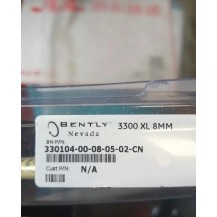 BENTLY
Nevada
3300 XL 8MM
BN P/N:
330104-00-08-05-02-CN
Cust P/N:
N/A